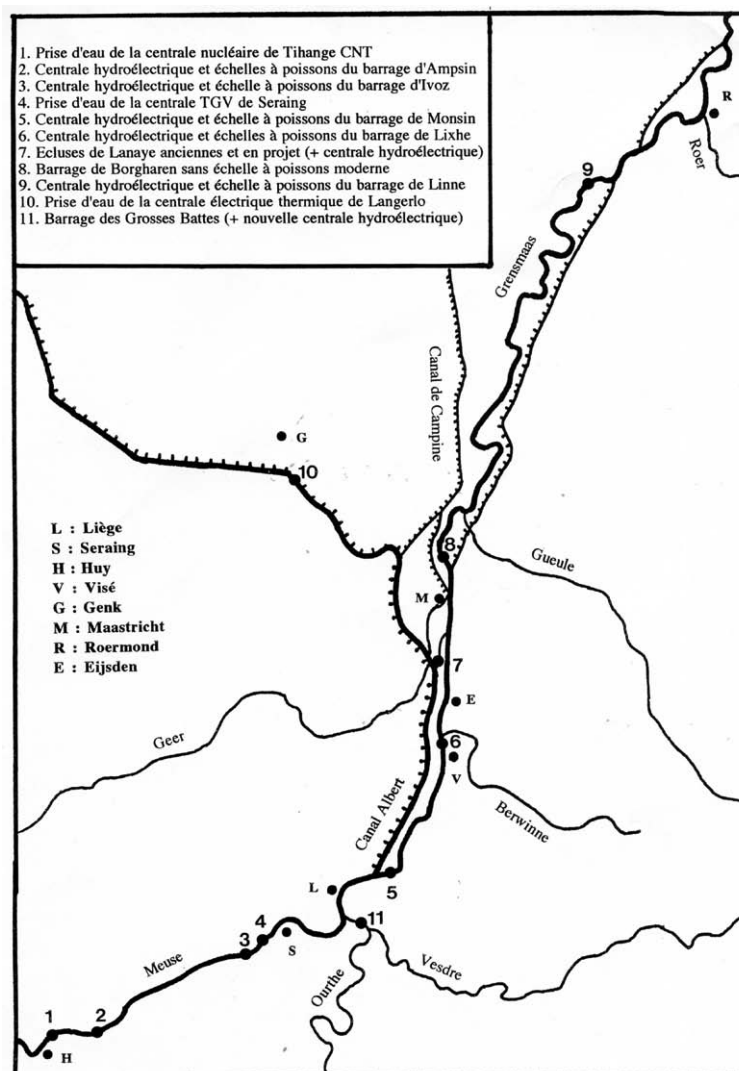 1. Prise d'eau de la centrale nucléaire de Tihange CNT
2. Centrale hydroélectrique et échelles à poissons du barrage d'Ampsin
3. Centrale hydroélectrique et échelle à poissons du barrage d'Ivoz
4. Prise d'eau de la centrale TGV de Seraing
5. Centrale hydroélectrique et échelle à poissons du barrage de Monsin
6. Centrale hydroélectrique et échelles à poissons du barrage de Lixhe
7. Ecluses de Lanaye anciennes et en projet (+ centrale hydroélectrique)
8. Barrage de Borgharen sans échelle à poissons moderne
9. Centrale hydroélectrique et échelle à poissons du barrage de Linne
10. Prise d'eau de la centrale électrique thermique de Langerlo
11. Barrage des Grosses Battes (+ nouvelle centrale hydroélectrique)
R
Roer
9
Grensmaas
Canal de Campine
G
10
L : Liège
S : Seraing
H : Huy
V : Visé
G : Genk
M : Maastricht
R : Roermond
E : Eijsden
8
Gueule
M
7
E
Geer
6
V
Canal Albert
Berwinne
L
5
11
4
3
S
Meuse
Vesdre
Ourthe
1
2
H